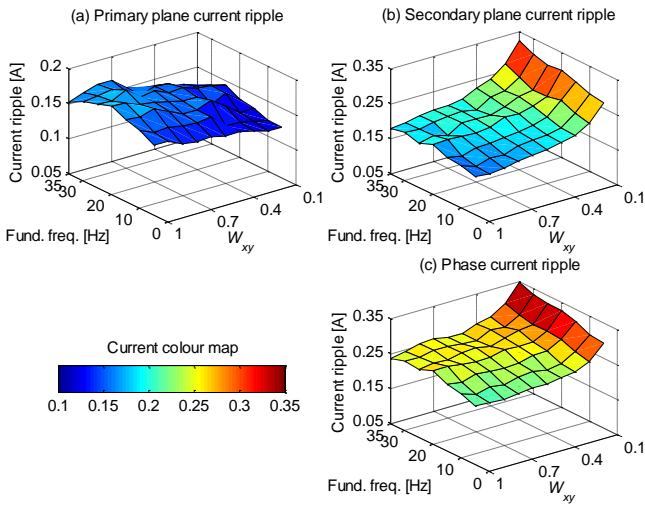 (a) Primary plane current ripple
Current ripple [A]
0.2
0.15
0.1
0.05
35
30
20
10
0
Fund. freq. [Hz]
1
0.7
0.4
0.1
W_xy
(b) Secondary plane current ripple
Current ripple [A]
0.35
0.25
0.15
0.05
35
30
20
10
0
Fund. freq. [Hz]
1
0.7
0.4
0.1
W_xy
(c) Phase current ripple
Current ripple [A]
0.35
0.25
0.15
0.05
35
30
20
10
0
Fund. freq. [Hz]
1
0.7
0.4
0.1
W_xy
Current colour map
0.1 0.15 0.2 0.25 0.3 0.35